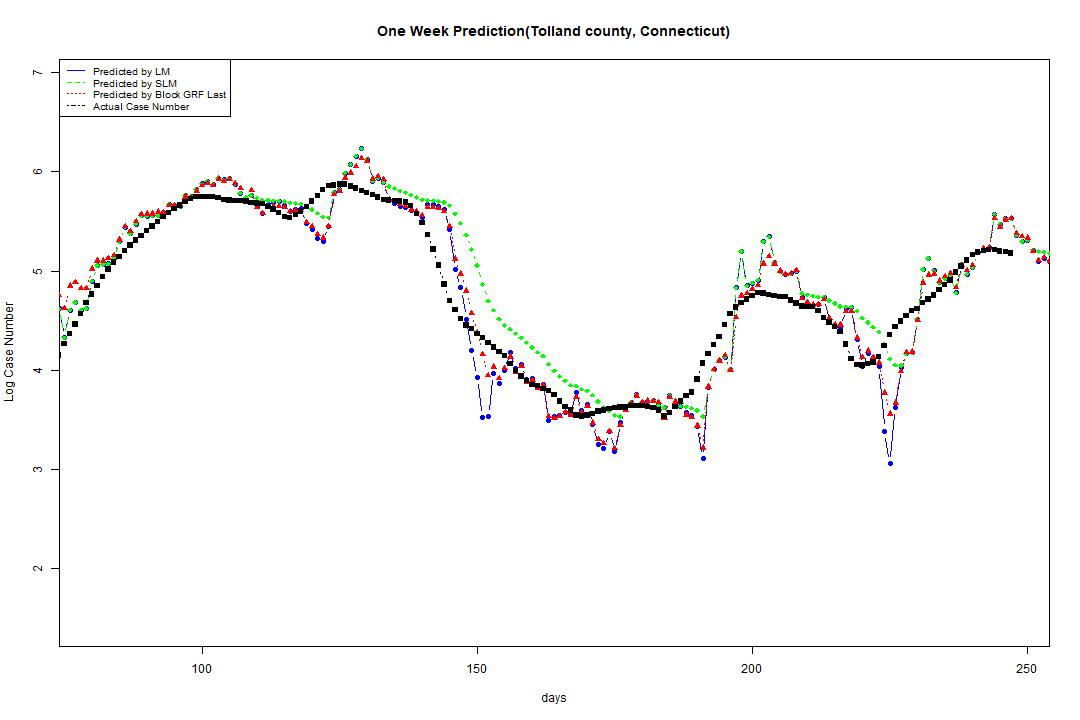 One Week Prediction(Tolland county, Connecticut)
Predicted by LM
Predicted by SLM
Predicted by Block GRF Last
Actual Case Number
7
6
5
4
3
2
Log Case Number
100 150 200 250
days